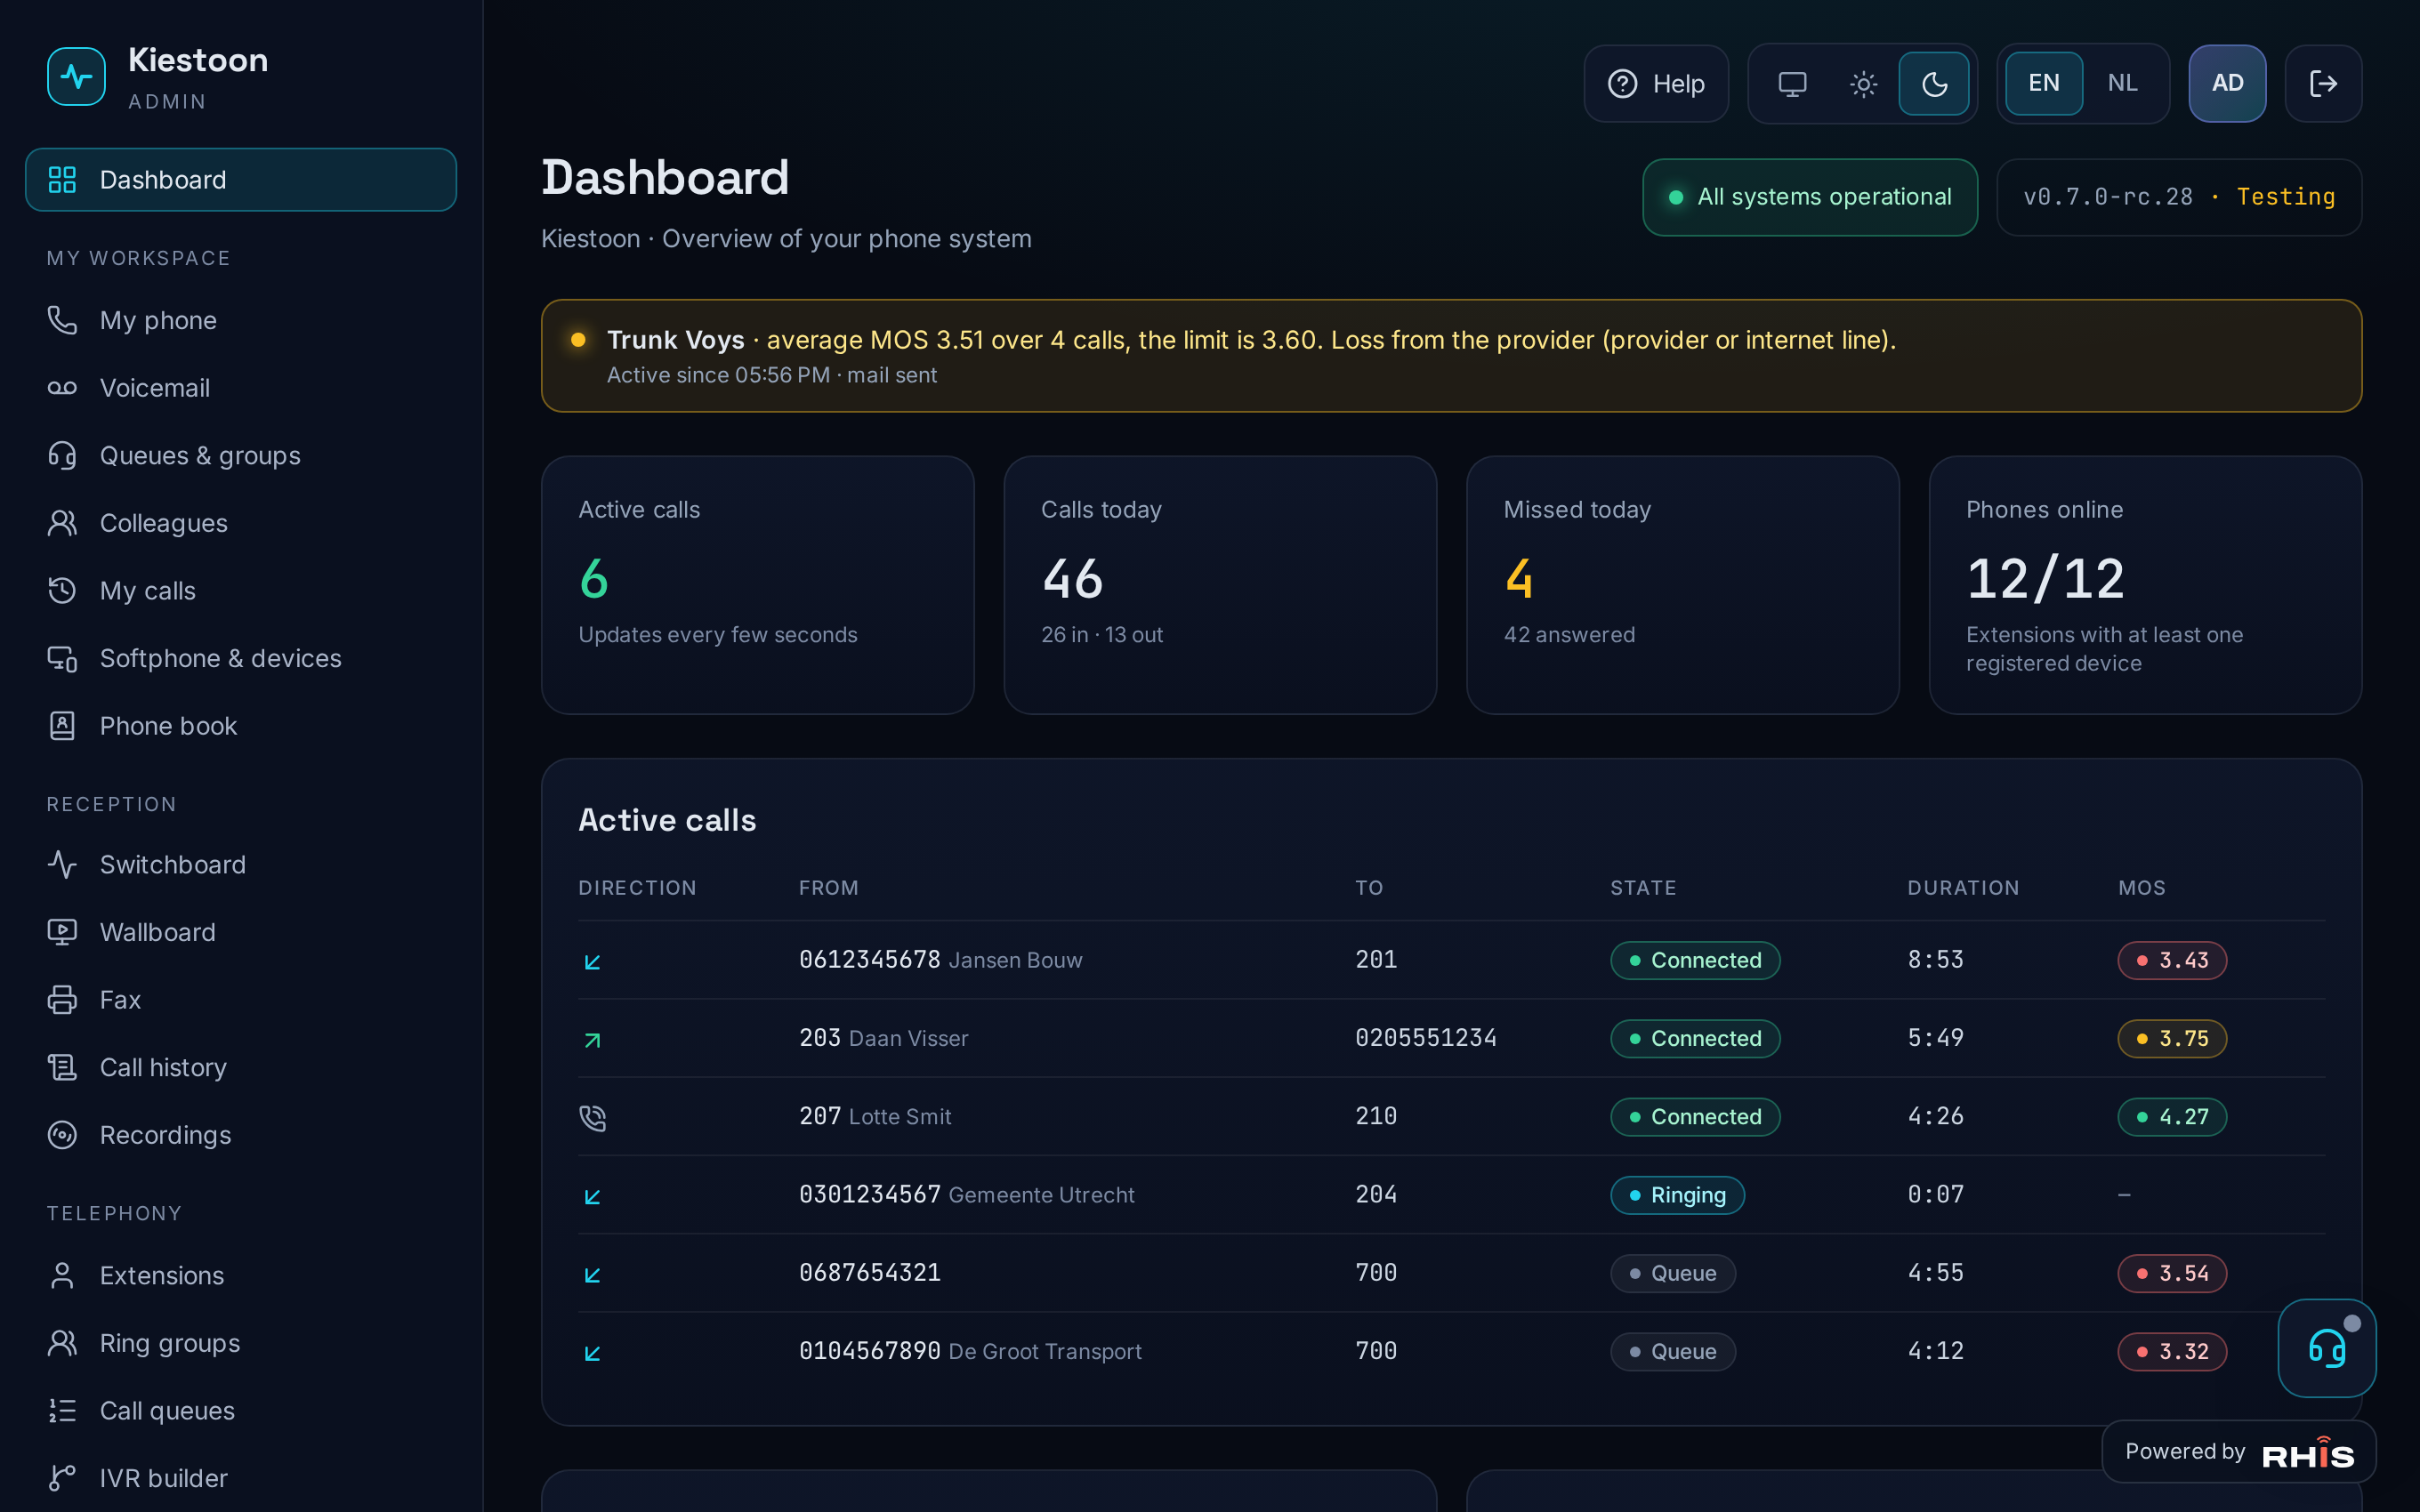 Kiestoon
ADMIN
Dashboard
MY WORKSPACE
My phone
Voicemail
Queues & groups
Colleagues
My calls
Softphone & devices
Phone book
RECEPTION
Switchboard
Wallboard
Fax
Call history
Recordings
TELEPHONY
Extensions
Ring groups
Call queues
IVR builder
Help
EN NL
AD
Dashboard
Kiestoon · Overview of your phone system
All systems operational
v0.7.0-rc.28 · Testing
Trunk Voys · average MOS 3.51 over 4 calls, the limit is 3.60. Loss from the provider (provider or internet line).
Active since 05:56 PM · mail sent
Active calls
6
Updates every few seconds
Calls today
46
26 in · 13 out
Missed today
4
42 answered
Phones online
12/12
Extensions with at least one
registered device
Active calls
DIRECTION FROM TO STATE DURATION MOS
0612345678 Jansen Bouw 201 Connected 8:53 3.43
203 Daan Visser 0205551234 Connected 5:49 3.75
207 Lotte Smit 210 Connected 4:26 4.27
0301234567 Gemeente Utrecht 204 Ringing 0:07 –
0687654321 700 Queue 4:55 3.54
0104567890 De Groot Transport 700 Queue 4:12 3.32
Powered by RHIS